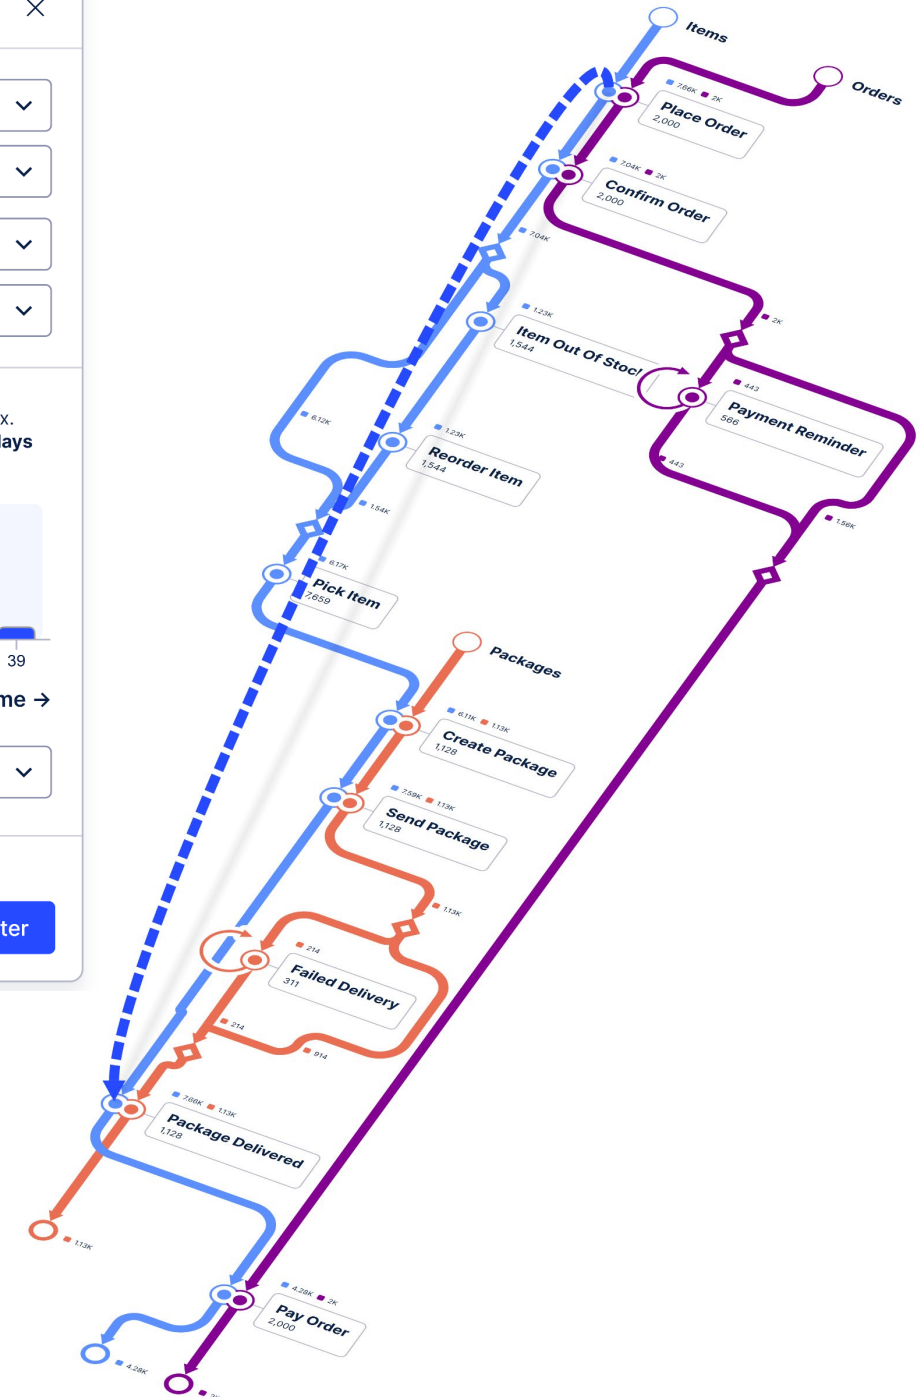 Items
Orders
7.66K 2K
Place Order
2,000
7.04K 2K
Confirm Order
2,000
7.04K
1.23K
2K
Item Out Of Stoc
1,544
443
Payment Reminder
566
x.
6.12K
1.23K
lays
Reorder Item
1,544
443
1.54K
1.56K
6.17K
Pick Item
7,659
39
Packages
me →
6.11K 1.13K
Create Package
1,128
7.59K 1.13K
Send Package
1,128
1.13K
ter
214
Failed Delivery
311
214
914
7.66K 1.13K
Package Delivered
1,128
1.13K
4.28K 2K
Pay Order
2,000
4.28K